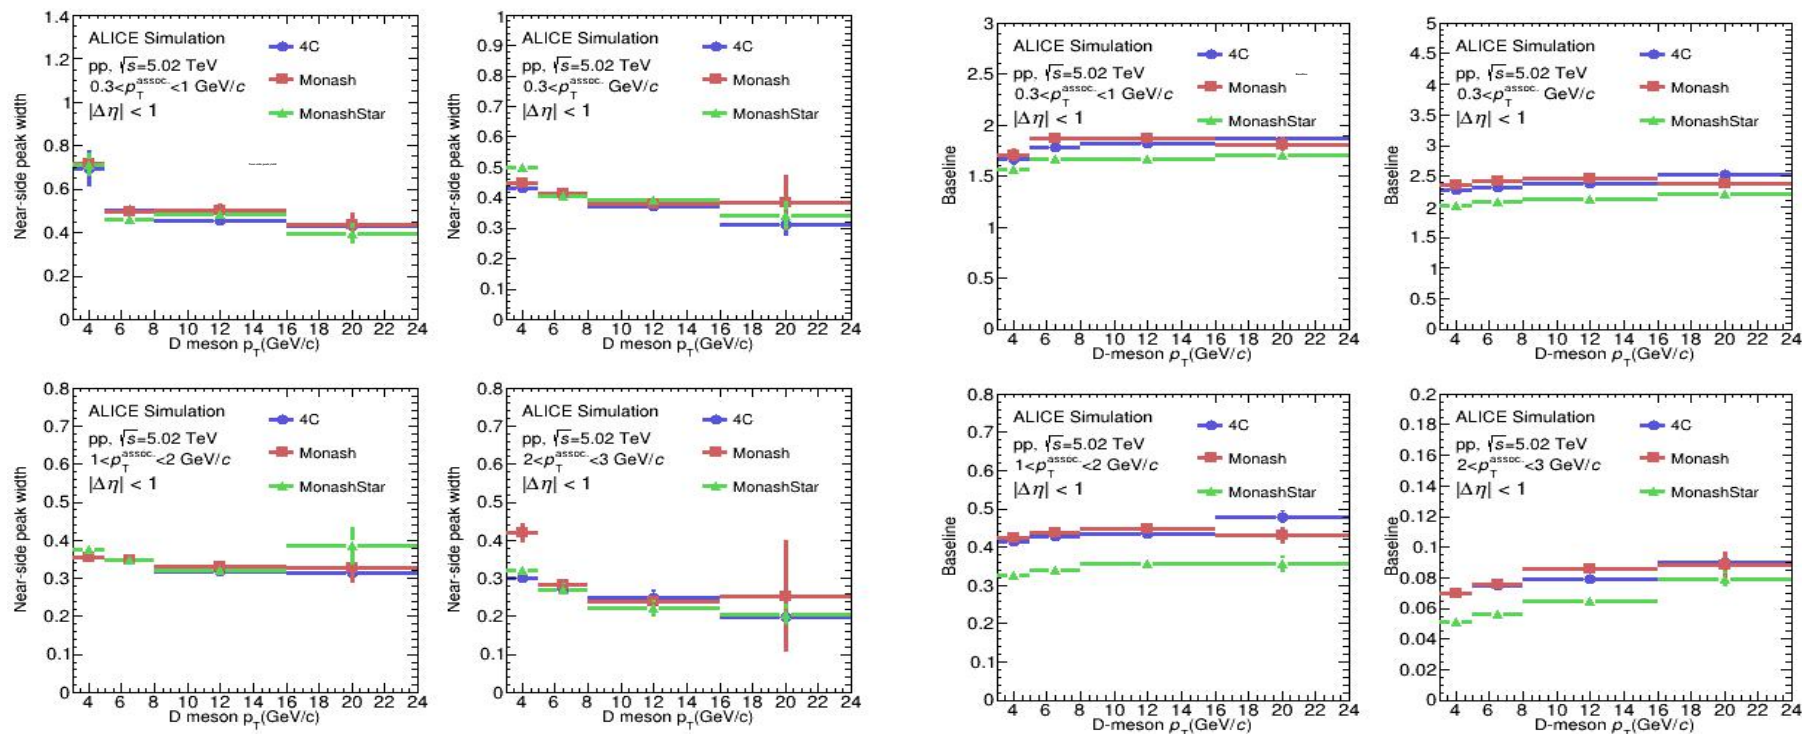 ALICE Simulation
pp, √s=5.02 TeV
0.3<p_T^assoc.<1 GeV/c
|Δη| < 1
4C
Monash
MonashStar
Near-side peak width
1.4
1.2
1
0.8
0.6
0.4
0.2
0
4 6 8 10 12 14 16 18 20 22 24
D meson p_T(GeV/c)
ALICE Simulation
pp, √s=5.02 TeV
0.3<p_T^assoc. GeV/c
|Δη| < 1
4C
Monash
MonashStar
Near-side peak width
1
0.9
0.8
0.7
0.6
0.5
0.4
0.3
0.2
0.1
0
4 6 8 10 12 14 16 18 20 22 24
D meson p_T(GeV/c)
ALICE Simulation
pp, √s=5.02 TeV
0.3<p_T^assoc.<1 GeV/c
|Δη| < 1
4C
Monash
MonashStar
Baseline
3
2.5
2
1.5
1
0.5
0
4 6 8 10 12 14 16 18 20 22 24
D-meson p_T(GeV/c)
ALICE Simulation
pp, √s=5.02 TeV
0.3<p_T^assoc. GeV/c
|Δη| < 1
4C
Monash
MonashStar
Baseline
5
4.5
4
3.5
3
2.5
2
1.5
1
0.5
0
4 6 8 10 12 14 16 18 20 22 24
D-meson p_T(GeV/c)
ALICE Simulation
pp, √s=5.02 TeV
1<p_T^assoc.<2 GeV/c
|Δη| < 1
4C
Monash
MonashStar
Near-side peak width
0.8
0.7
0.6
0.5
0.4
0.3
0.2
0.1
0
4 6 8 10 12 14 16 18 20 22 24
D meson p_T(GeV/c)
ALICE Simulation
pp, √s=5.02 TeV
2<p_T^assoc.<3 GeV/c
|Δη| < 1
4C
Monash
MonashStar
Near-side peak width
0.8
0.7
0.6
0.5
0.4
0.3
0.2
0.1
0
4 6 8 10 12 14 16 18 20 22 24
D meson p_T(GeV/c)
ALICE Simulation
pp, √s=5.02 TeV
1<p_T^assoc.<2 GeV/c
|Δη| < 1
4C
Monash
MonashStar
Baseline
0.8
0.7
0.6
0.5
0.4
0.3
0.2
0.1
0
4 6 8 10 12 14 16 18 20 22 24
D-meson p_T(GeV/c)
ALICE Simulation
pp, √s=5.02 TeV
2<p_T^assoc.<3 GeV/c
|Δη| < 1
4C
Monash
MonashStar
Baseline
0.2
0.18
0.16
0.14
0.12
0.1
0.08
0.06
0.04
0.02
0
4 6 8 10 12 14 16 18 20 22 24
D-meson p_T(GeV/c)